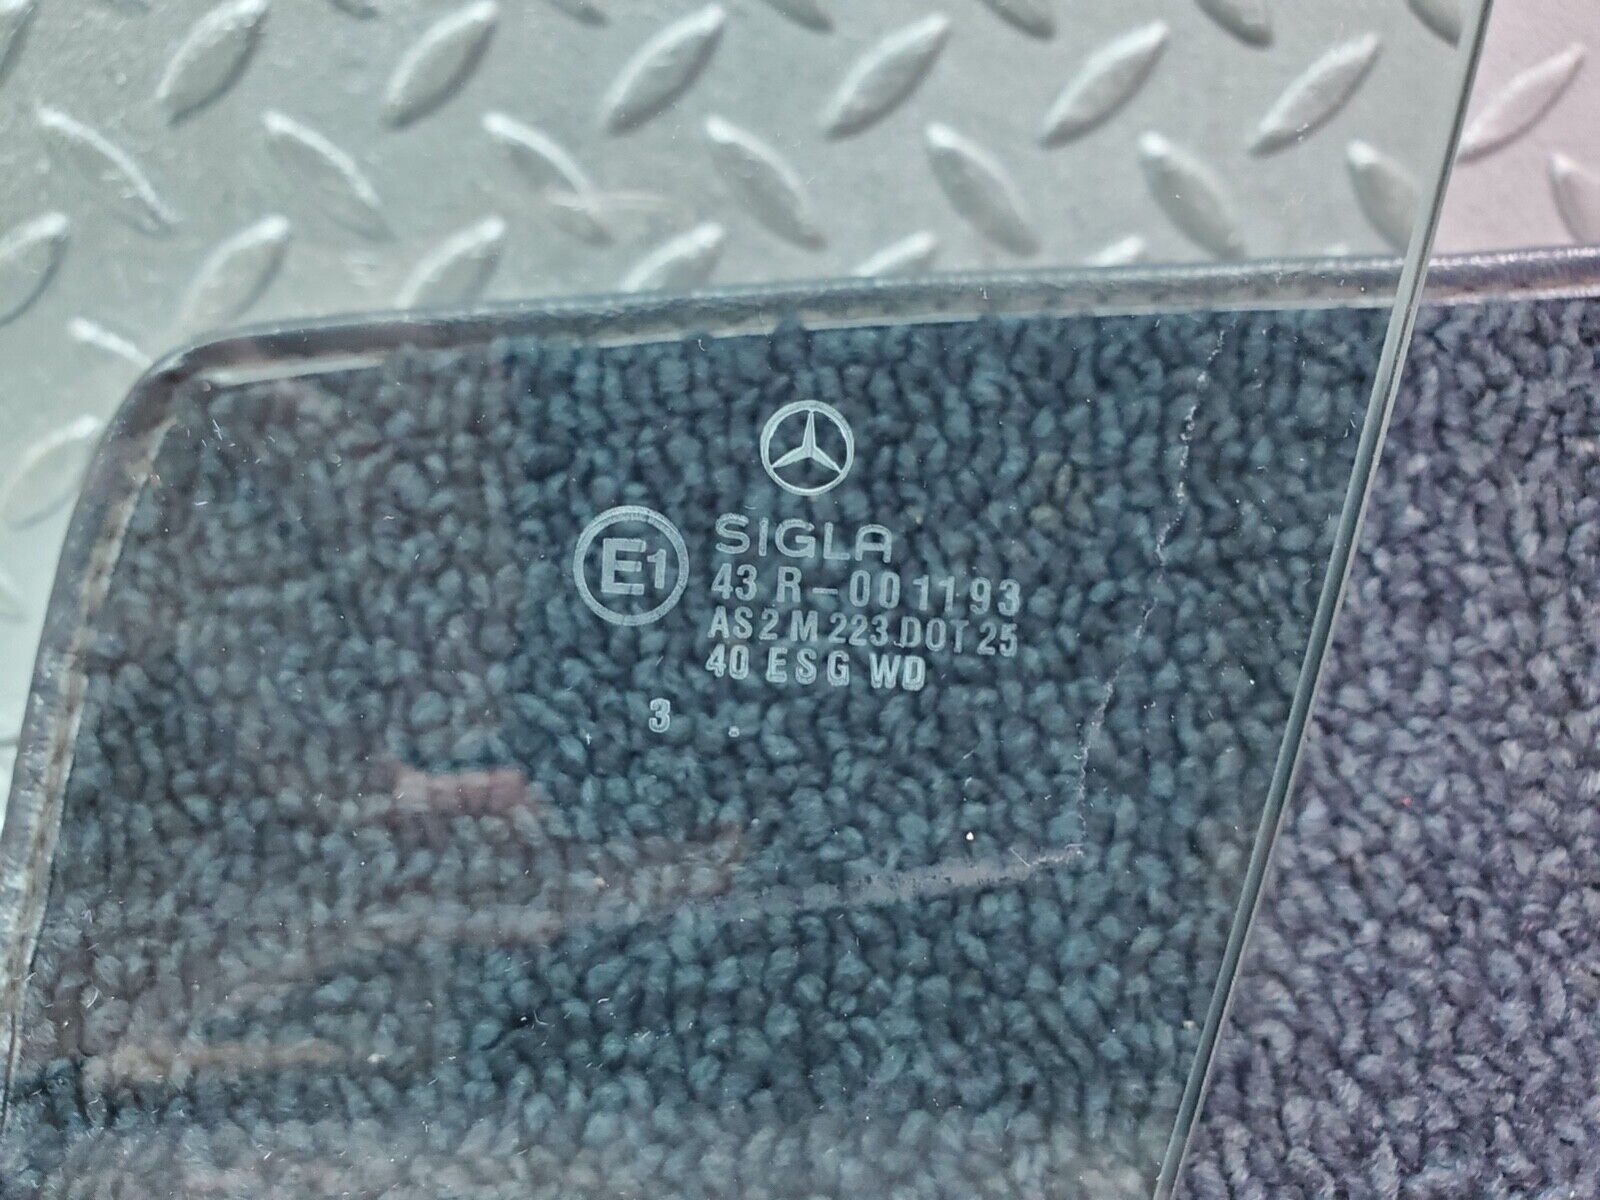 SIGLA
E1
43 R-001193
AS2 M223 DOT 25
40 ESG WD
3